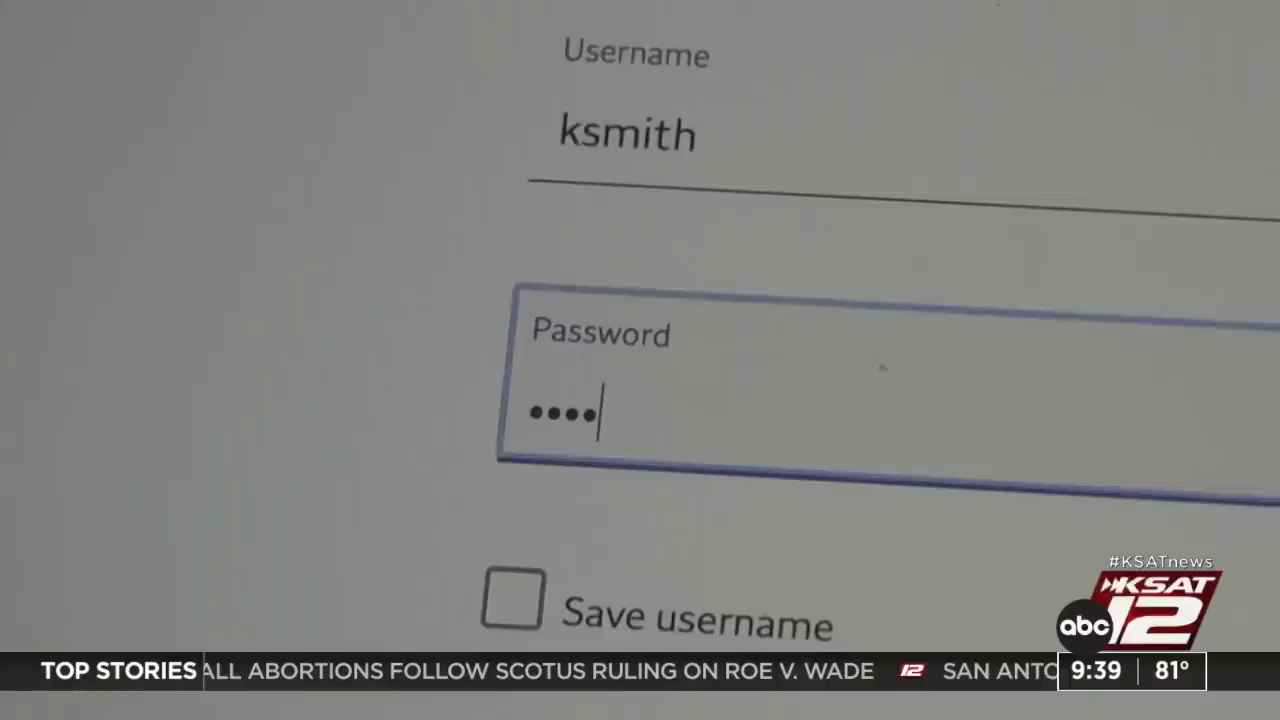 Username
ksmith
Password
••••
Save username
#KSATnews
KSAT
abc 12
TOP STORIES ALL ABORTIONS FOLLOW SCOTUS RULING ON ROE V. WADE 12 SAN ANTO 9:39 81°